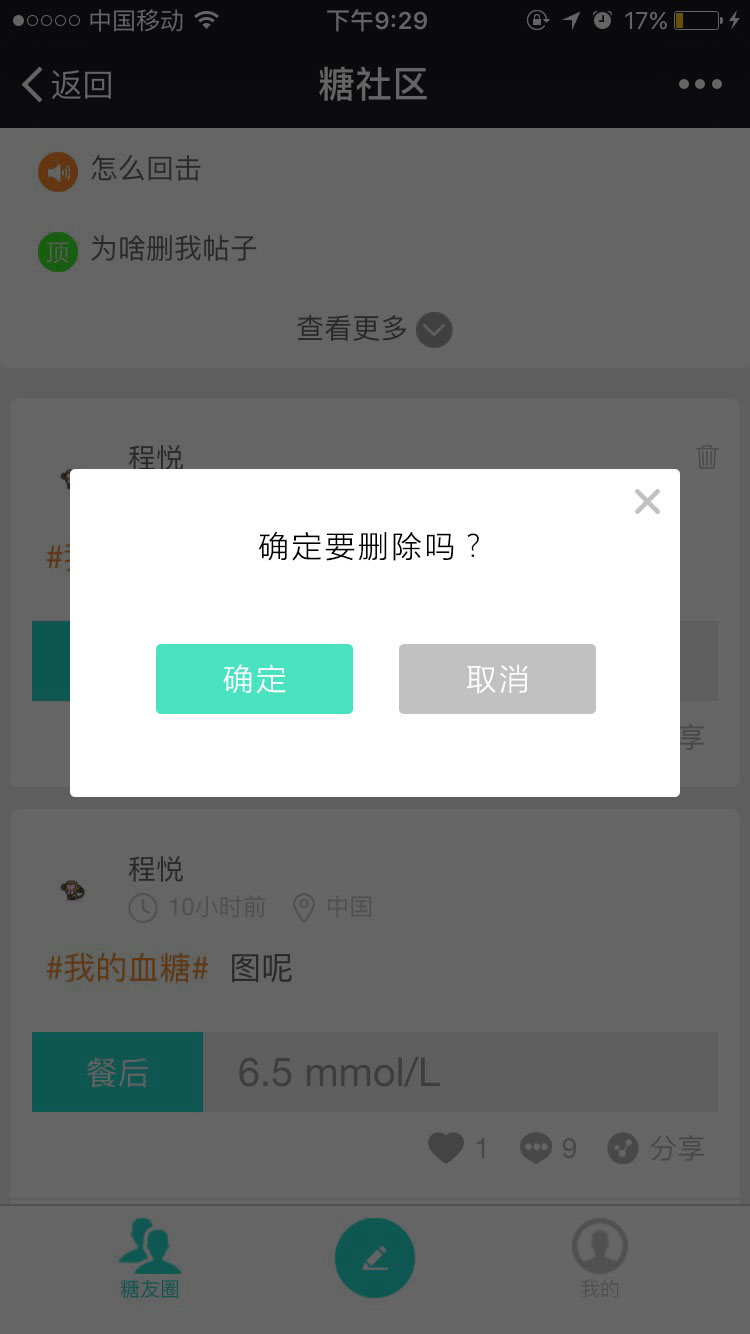 中国移动 下午9:29 17%
返回 糖社区
怎么回击
顶 为啥删我帖子
查看更多
程悦
确定要删除吗？
确定 取消
享
程悦
10小时前 中国
#我的血糖# 图呢
餐后 6.5 mmol/L
1 9 分享
糖友圈 我的